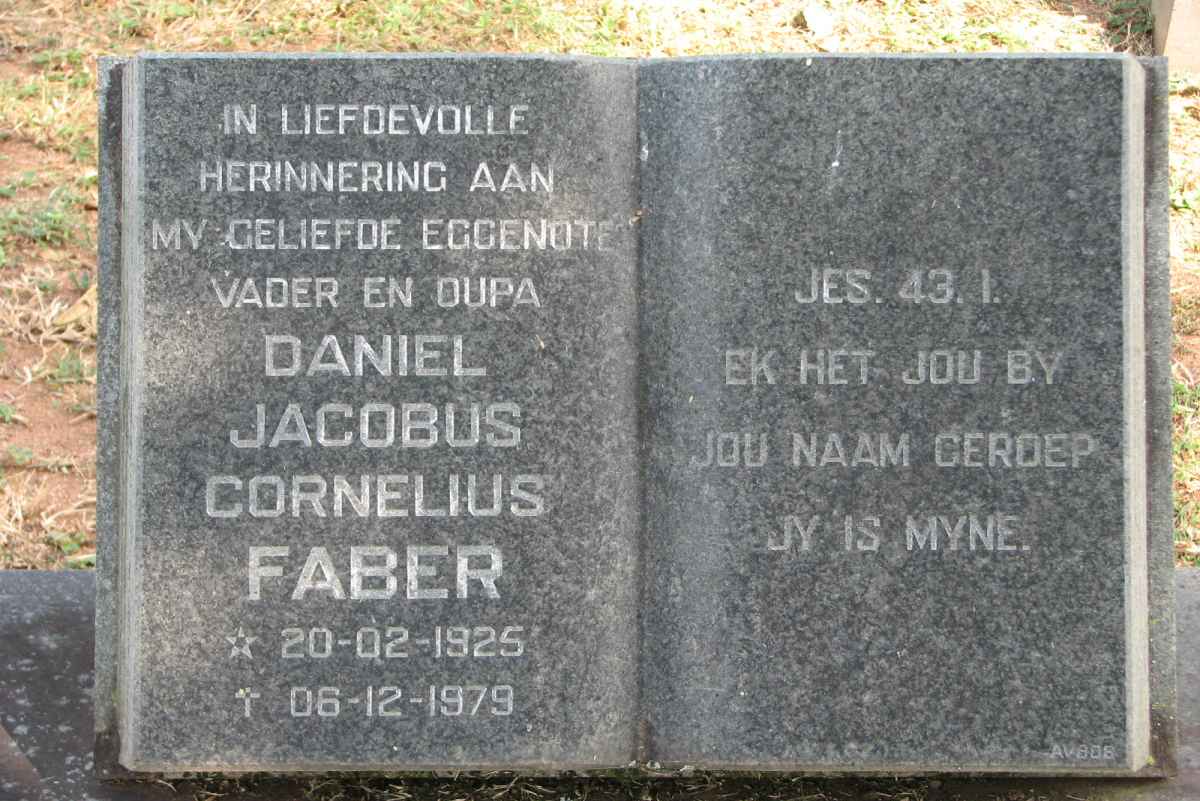 IN LIEFDEVOLLE
HERINNERING AAN
MY GELIEFDE EGGENOTE
VADER EN OUPA
DANIEL
JACOBUS
CORNELIUS
FABER
☆ 20-02-1925
† 06-12-1979
JES. 43. 1.
EK HET JOU BY
JOU NAAM GEROEP
JY IS MYNE.
AV808